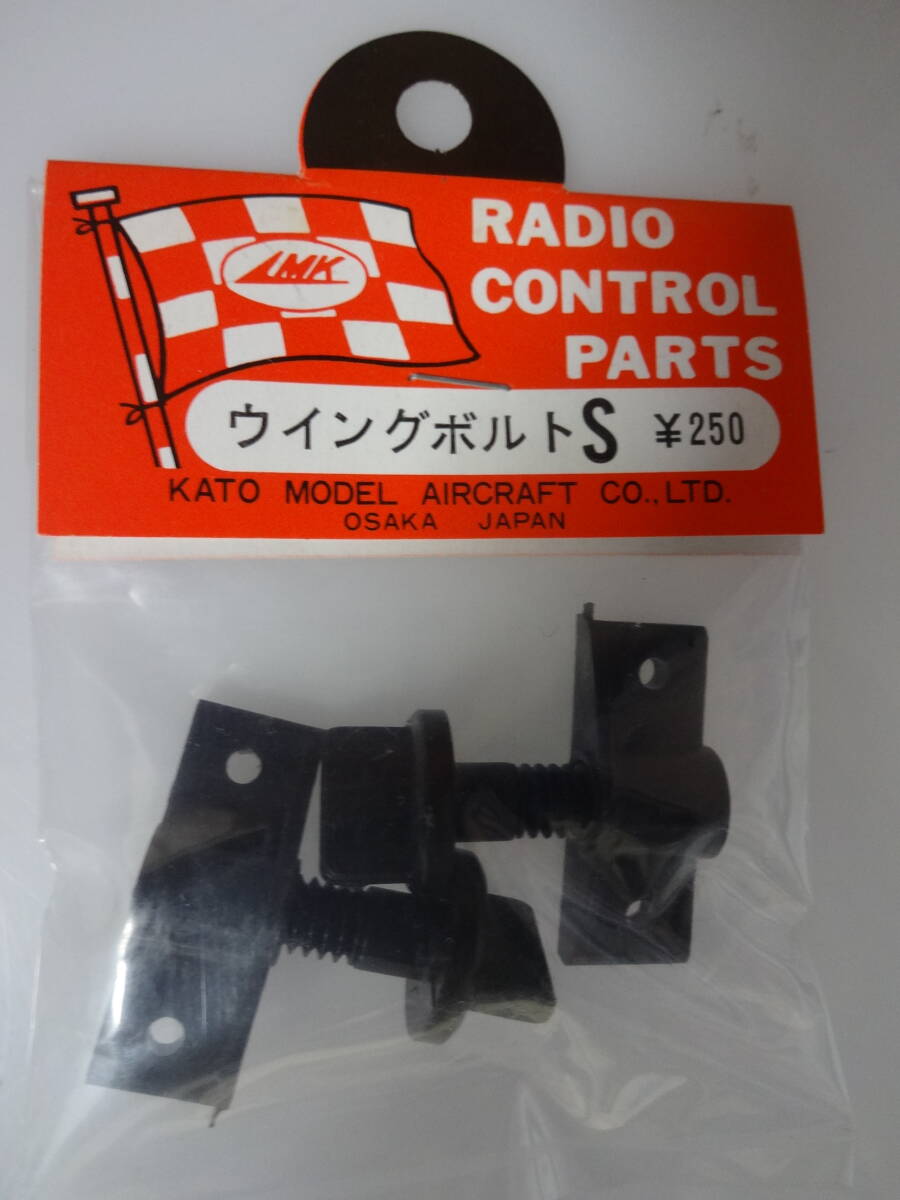 IMK
RADIO
CONTROL
PARTS
ウイングボルトS ¥250
KATO MODEL AIRCRAFT CO., LTD.
OSAKA JAPAN